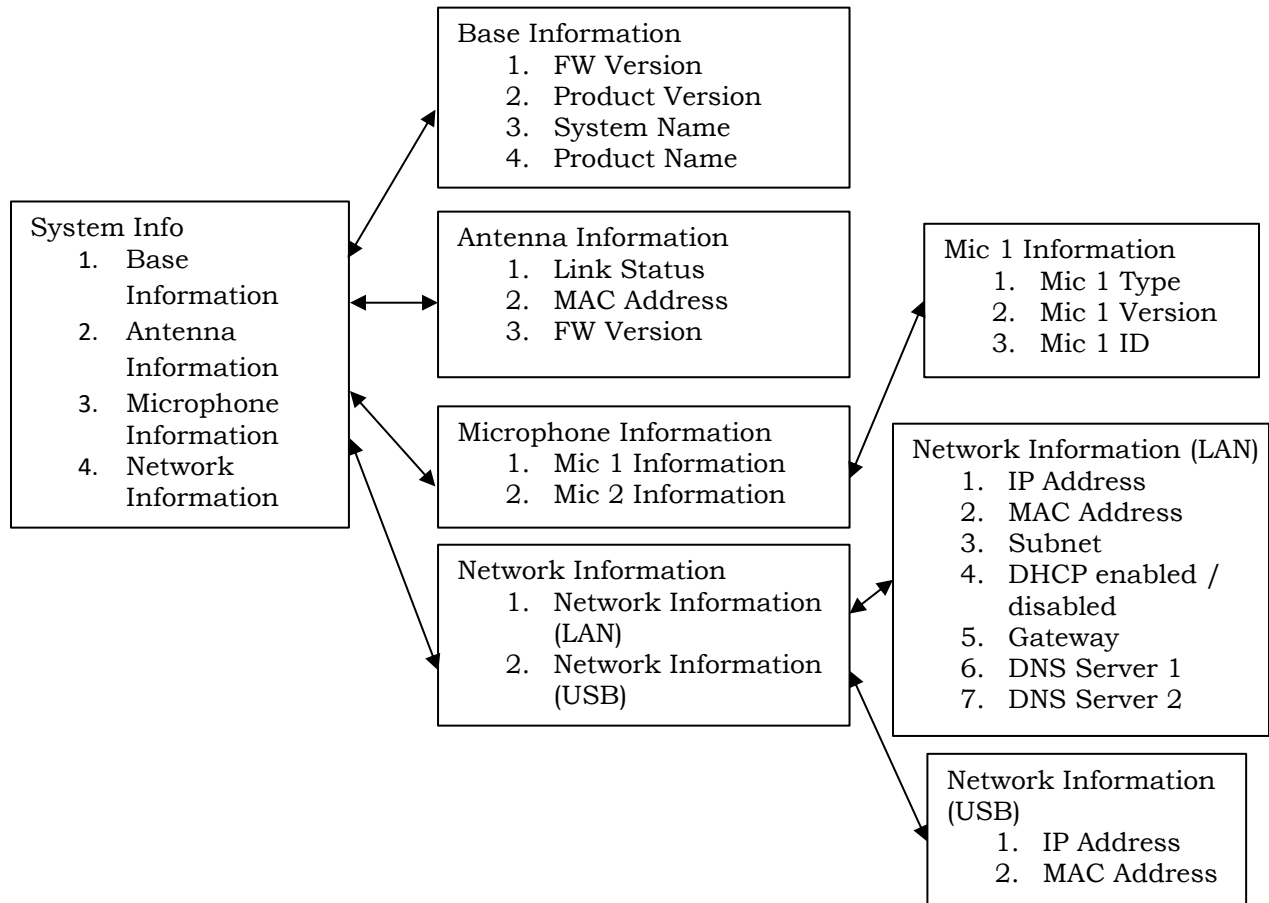 Base Information
1. FW Version
2. Product Version
3. System Name
4. Product Name
System Info
1. Base
Information
2. Antenna
Information
3. Microphone
Information
4. Network
Information
Antenna Information
1. Link Status
2. MAC Address
3. FW Version
Microphone Information
1. Mic 1 Information
2. Mic 2 Information
Network Information
1. Network Information
(LAN)
2. Network Information
(USB)
Mic 1 Information
1. Mic 1 Type
2. Mic 1 Version
3. Mic 1 ID
Network Information (LAN)
1. IP Address
2. MAC Address
3. Subnet
4. DHCP enabled /
disabled
5. Gateway
6. DNS Server 1
7. DNS Server 2
Network Information
(USB)
1. IP Address
2. MAC Address